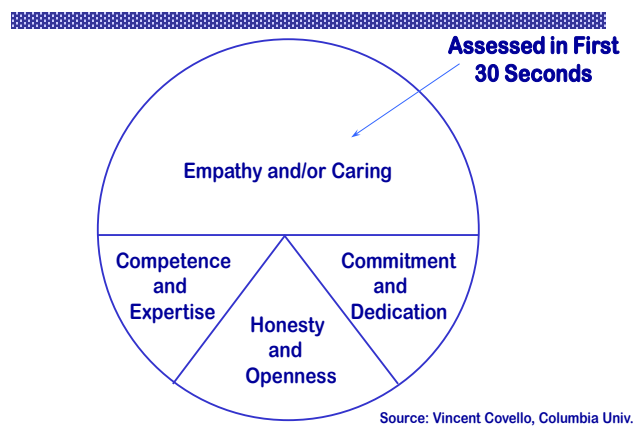 Assessed in First
30 Seconds
Empathy and/or Caring
Competence
and
Expertise
Honesty
and
Openness
Commitment
and
Dedication
Source: Vincent Covello, Columbia Univ.